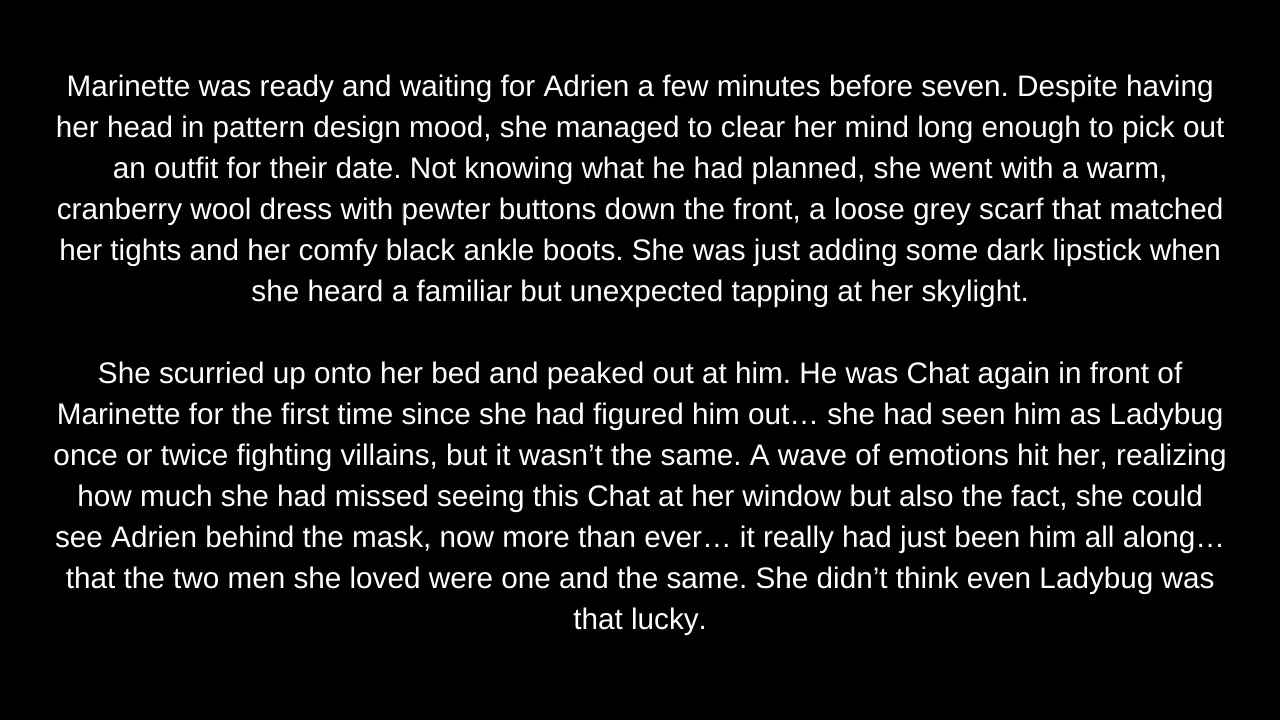 Marinette was ready and waiting for Adrien a few minutes before seven. Despite having
her head in pattern design mood, she managed to clear her mind long enough to pick out
an outfit for their date. Not knowing what he had planned, she went with a warm,
cranberry wool dress with pewter buttons down the front, a loose grey scarf that matched
her tights and her comfy black ankle boots. She was just adding some dark lipstick when
she heard a familiar but unexpected tapping at her skylight.
She scurried up onto her bed and peaked out at him. He was Chat again in front of
Marinette for the first time since she had figured him out… she had seen him as Ladybug
once or twice fighting villains, but it wasn’t the same. A wave of emotions hit her, realizing
how much she had missed seeing this Chat at her window but also the fact, she could
see Adrien behind the mask, now more than ever… it really had just been him all along…
that the two men she loved were one and the same. She didn’t think even Ladybug was
that lucky.